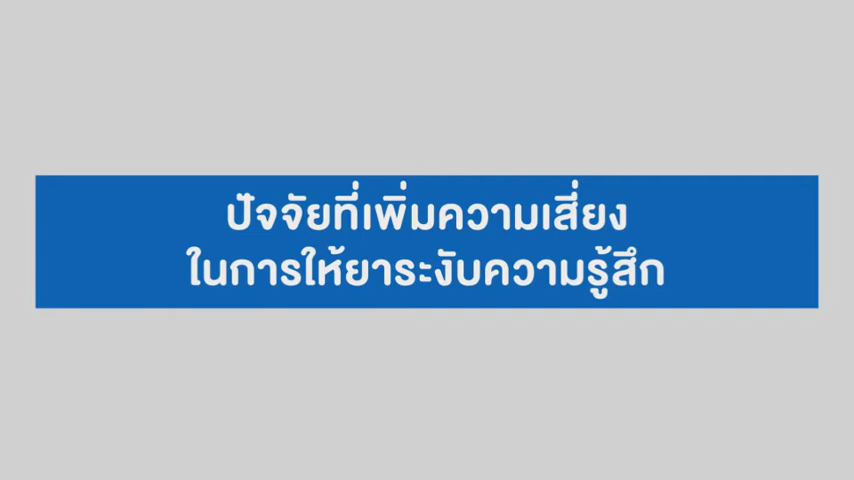 ปัจจัยที่เพิ่มความเสี่ยง
ในการให้ยาระงับความรู้สึก